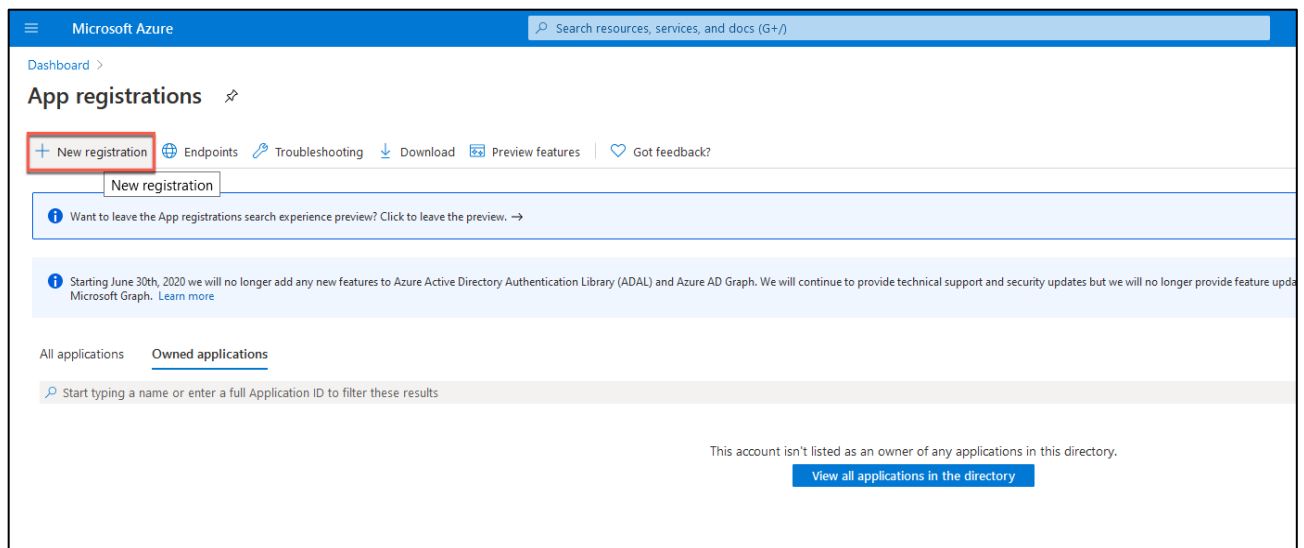 Microsoft Azure
Search resources, services, and docs (G+/)
Dashboard >
App registrations
New registration
Endpoints
Troubleshooting
Download
Preview features
Got feedback?
New registration
Want to leave the App registrations search experience preview? Click to leave the preview. →
Starting June 30th, 2020 we will no longer add any new features to Azure Active Directory Authentication Library (ADAL) and Azure AD Graph. We will continue to provide technical support and security updates but we will no longer provide feature upda
Microsoft Graph. Learn more
All applications
Owned applications
Start typing a name or enter a full Application ID to filter these results
This account isn't listed as an owner of any applications in this directory.
View all applications in the directory